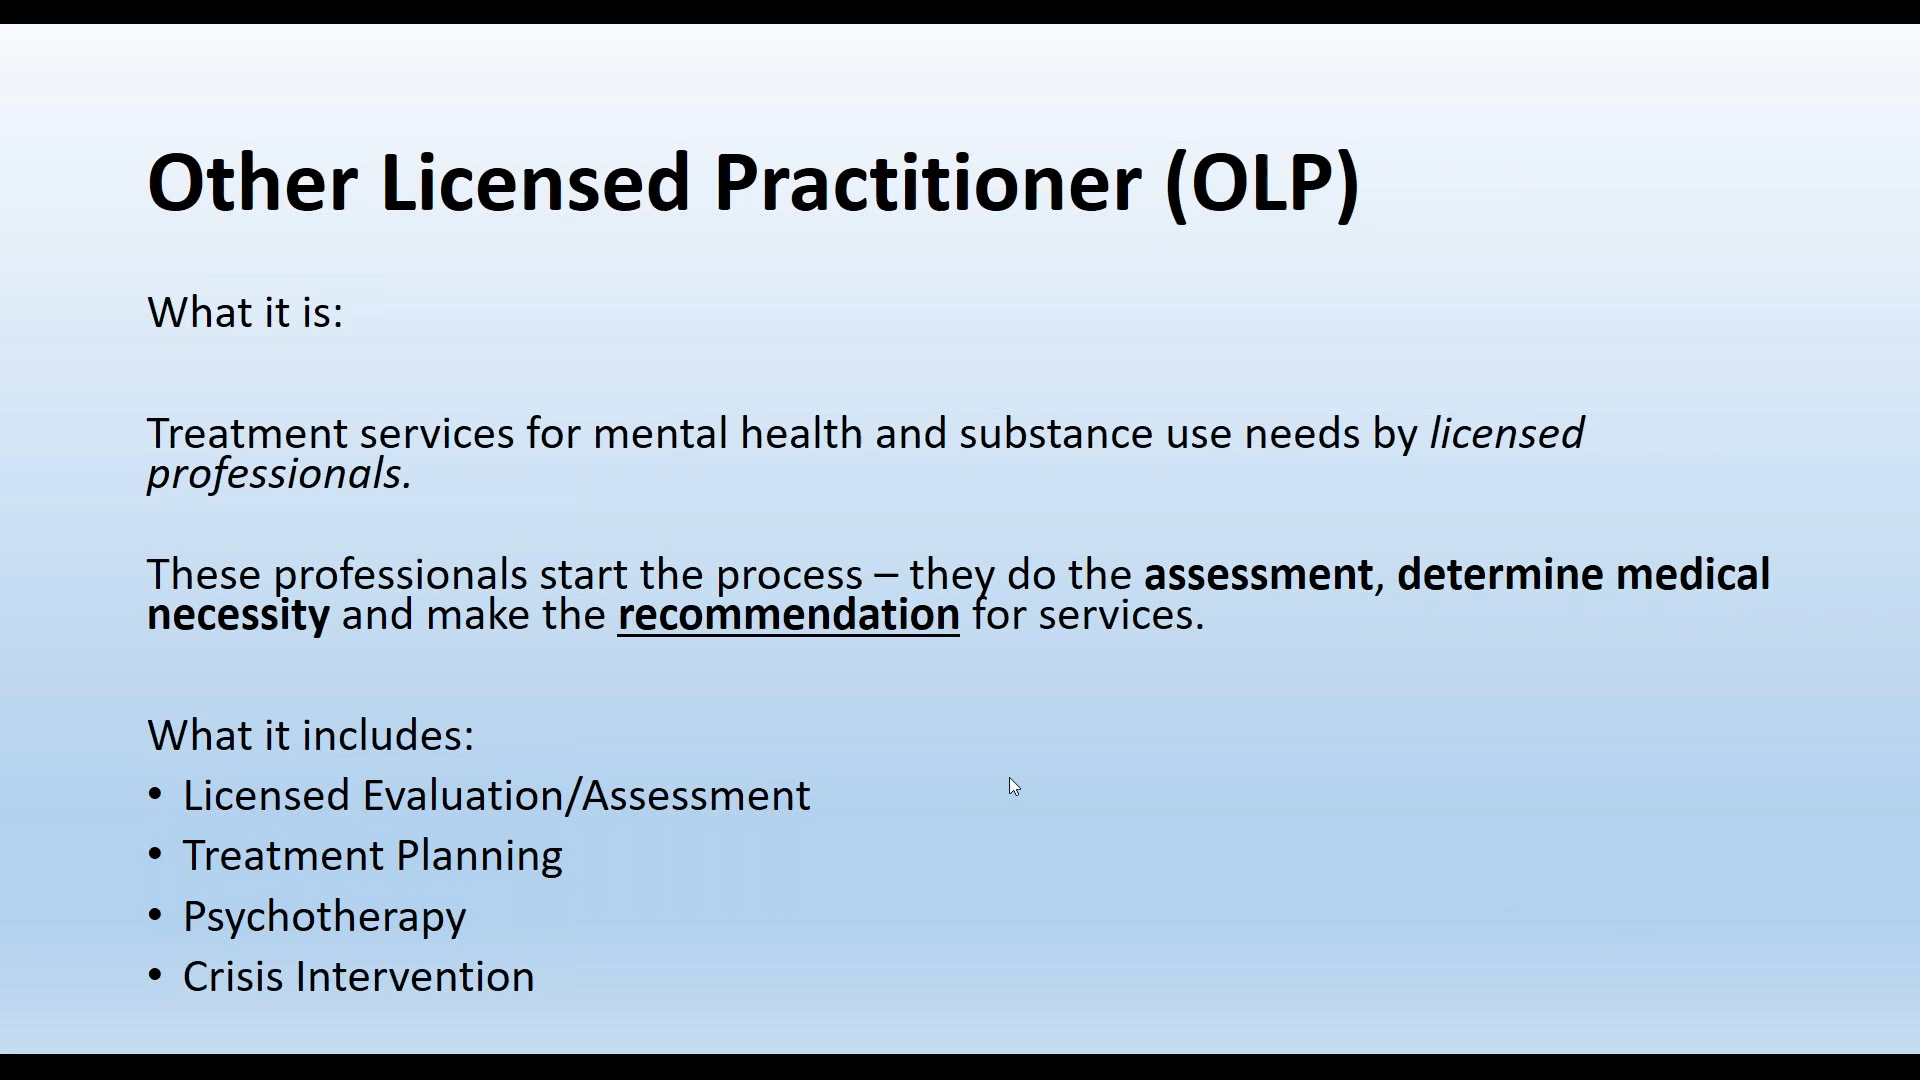 Other Licensed Practitioner (OLP)
What it is:
Treatment services for mental health and substance use needs by licensed
professionals.
These professionals start the process – they do the assessment, determine medical
necessity and make the recommendation for services.
What it includes:
• Licensed Evaluation/Assessment
• Treatment Planning
• Psychotherapy
• Crisis Intervention